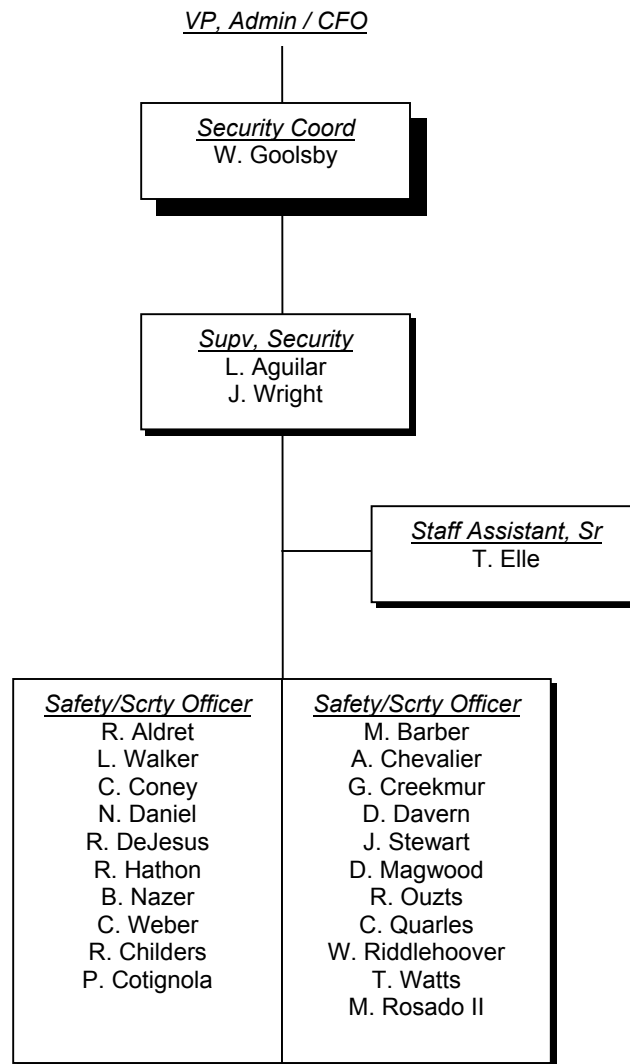 VP, Admin / CFO
Security Coord
W. Goolsby
Supv, Security
L. Aguilar
J. Wright
Staff Assistant, Sr
T. Elle
Safety/Scrty Officer
R. Aldret
L. Walker
C. Coney
N. Daniel
R. DeJesus
R. Hathon
B. Nazer
C. Weber
R. Childers
P. Cotignola
Safety/Scrty Officer
M. Barber
A. Chevalier
G. Creekmur
D. Davern
J. Stewart
D. Magwood
R. Ouzts
C. Quarles
W. Riddlehoover
T. Watts
M. Rosado II